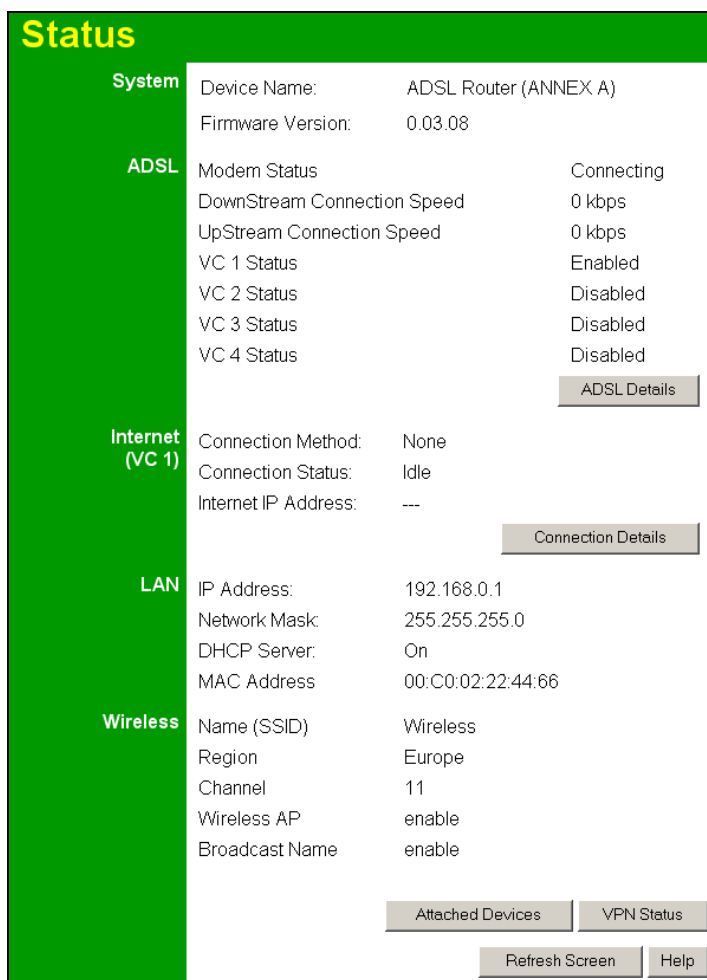 Status
System
Device Name: ADSL Router (ANNEX A)
Firmware Version: 0.03.08
ADSL
Modem Status Connecting
DownStream Connection Speed 0 kbps
UpStream Connection Speed 0 kbps
VC 1 Status Enabled
VC 2 Status Disabled
VC 3 Status Disabled
VC 4 Status Disabled
ADSL Details
Internet
(VC 1)
Connection Method: None
Connection Status: Idle
Internet IP Address: ---
Connection Details
LAN
IP Address: 192.168.0.1
Network Mask: 255.255.255.0
DHCP Server: On
MAC Address 00:C0:02:22:44:66
Wireless
Name (SSID) Wireless
Region Europe
Channel 11
Wireless AP enable
Broadcast Name enable
Attached Devices VPN Status
Refresh Screen Help